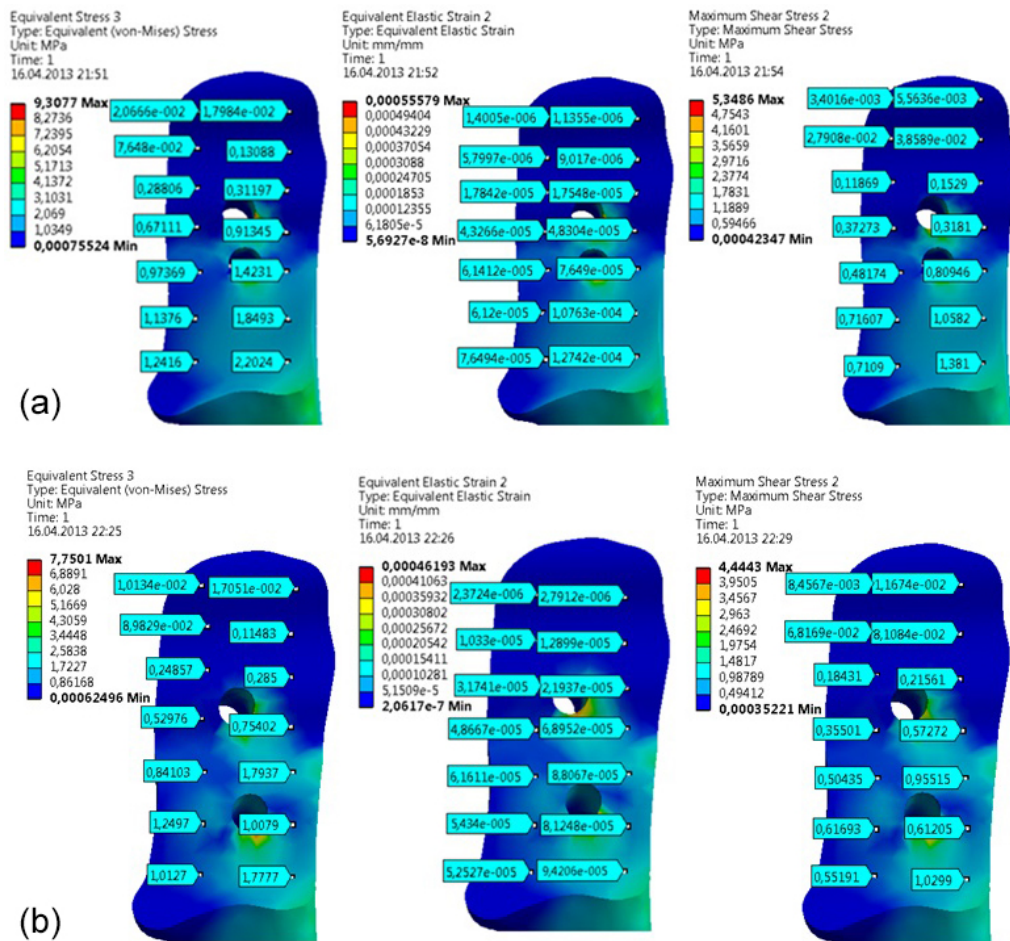 Equivalent Stress 3
Type: Equivalent (von-Mises) Stress
Unit: MPa
Time: 1
16.04.2013 21:51
9,3077 Max
8,2736
7,2395
6,2054
5,1713
4,1372
3,1031
2,069
1,0349
0,00075524 Min
2,0666e-002 1,7984e-002
7,648e-002 0,13088
0,28806 0,31197
0,67111 0,91345
0,97369 1,4231
1,1376 1,8493
1,2416 2,2024
Equivalent Elastic Strain 2
Type: Equivalent Elastic Strain
Unit: mm/mm
Time: 1
16.04.2013 21:52
0,00055579 Max
0,00049404
0,00043229
0,00037054
0,0003088
0,00024705
0,0001853
0,00012355
6,1805e-5
5,6927e-8 Min
1,4005e-006 1,1355e-006
5,7997e-006 9,017e-006
1,7842e-005 1,7548e-005
4,3266e-005 4,8304e-005
6,1412e-005 7,649e-005
6,12e-005 1,0763e-004
7,6494e-005 1,2742e-004
Maximum Shear Stress 2
Type: Maximum Shear Stress
Unit: MPa
Time: 1
16.04.2013 21:54
5,3486 Max
4,7543
4,1601
3,5659
2,9716
2,3774
1,7831
1,1889
0,59466
0,00042347 Min
3,4016e-003 5,5636e-003
2,7908e-002 3,8589e-002
0,11869 0,1529
0,37273 0,3181
0,48174 0,80946
0,71607 1,0582
0,7109 1,381
(a)
Equivalent Stress 3
Type: Equivalent (von-Mises) Stress
Unit: MPa
Time: 1
16.04.2013 22:25
7,7501 Max
6,8891
6,028
5,1669
4,3059
3,4448
2,5838
1,7227
0,86168
0,00062496 Min
1,0134e-002 1,7051e-002
8,9829e-002 0,11483
0,24857 0,285
0,52976 0,75402
0,84103 1,7937
1,2497 1,0079
1,0127 1,7777
Equivalent Elastic Strain 2
Type: Equivalent Elastic Strain
Unit: mm/mm
Time: 1
16.04.2013 22:26
0,00046193 Max
0,00041063
0,00035932
0,00030802
0,00025672
0,00020542
0,00015411
0,00010281
5,1509e-5
2,0617e-7 Min
2,3724e-006 2,7912e-006
1,033e-005 1,2899e-005
3,1741e-005 2,1937e-005
4,8667e-005 6,8952e-005
6,1611e-005 8,8067e-005
5,434e-005 8,1248e-005
5,2527e-005 9,4206e-005
Maximum Shear Stress 2
Type: Maximum Shear Stress
Unit: MPa
Time: 1
16.04.2013 22:29
4,4443 Max
3,9505
3,4567
2,963
2,4692
1,9754
1,4817
0,98789
0,49412
0,00035221 Min
8,4567e-003 1,1674e-002
6,8169e-002 8,1084e-002
0,18431 0,21561
0,35501 0,57272
0,50435 0,95515
0,61693 0,61205
0,55191 1,0299
(b)